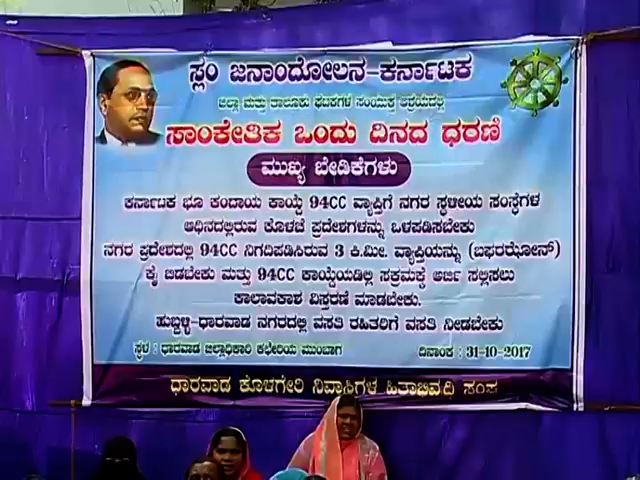 ಸ್ಲಂ ಜನಾಂದೋಲನ-ಕರ್ನಾಟಕ
ಜಿಲ್ಲಾ ಮತ್ತು ತಾಲೂಕು ಘಟಕಗಳ ಸಂಯುಕ್ತ ಆಶ್ರಯದಲ್ಲಿ
ಸಾಂಕೇತಿಕ ಒಂದು ದಿನದ ಧರಣಿ
ಮುಖ್ಯ ಬೇಡಿಕೆಗಳು
ಕರ್ನಾಟಕ ಭೂ ಕಂದಾಯ ಕಾಯ್ದೆ 94CC ವ್ಯಾಪ್ತಿಗೆ ನಗರ ಸ್ಥಳೀಯ ಸಂಸ್ಥೆಗಳ
ಆಧಿನದಲ್ಲಿರುವ ಕೊಳಚೆ ಪ್ರದೇಶಗಳನ್ನು ಒಳಪಡಿಸಬೇಕು
ನಗರ ಪ್ರದೇಶದಲ್ಲಿ 94CC ನಿಗದಿಪಡಿಸಿರುವ 3 ಕಿ.ಮೀ. ವ್ಯಾಪ್ತಿಯನ್ನು (ಬಫರಝೋನ್)
ಕೈ ಬಿಡಬೇಕು ಮತ್ತು 94CC ಕಾಯ್ದೆಯಡಿಲ್ಲಿ ಸಕ್ರಮಕ್ಕೆ ಅರ್ಜಿ ಸಲ್ಲಿಸಲು
ಕಾಲಾವಕಾಶ ವಿಸ್ತರಣೆ ಮಾಡಬೇಕು.
ಹುಬ್ಬಳ್ಳಿ-ಧಾರವಾಡ ನಗರದಲ್ಲಿ ವಸತಿ ರಹಿತರಿಗೆ ವಸತಿ ನೀಡಬೇಕು
ಸ್ಥಳ : ಧಾರವಾಡ ಜಿಲ್ಲಾಧಿಕಾರಿ ಕಛೇರಿಯ ಮುಂಬಾಗ ದಿನಾಂಕ : 31-10-2017
ಧಾರವಾಡ ಕೊಳಗೇರಿ ನಿವಾಸಿಗಳ